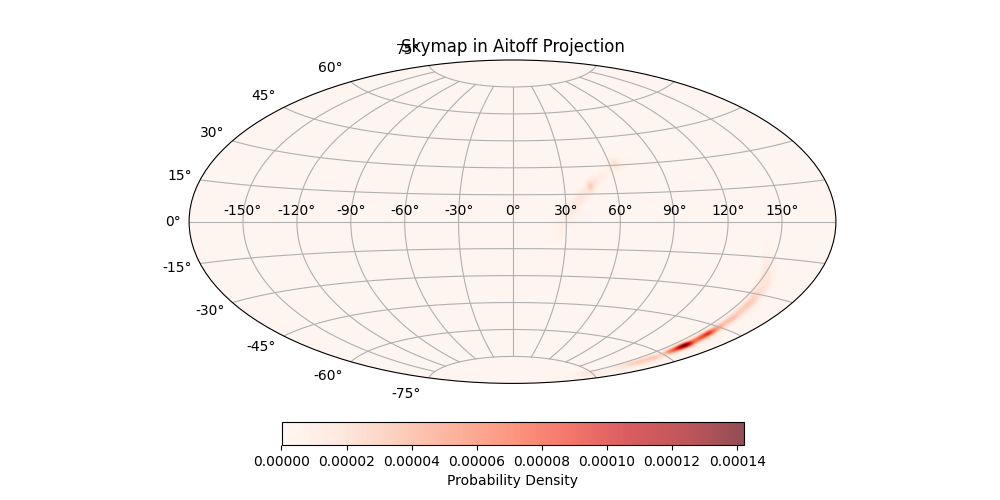 Skymap in Aitoff Projection
75°
60°
45°
30°
15°
0°
-15°
-30°
-45°
-60°
-75°
-150° -120° -90° -60° -30° 0° 30° 60° 90° 120° 150°
0.00000 0.00002 0.00004 0.00006 0.00008 0.00010 0.00012 0.00014
Probability Density